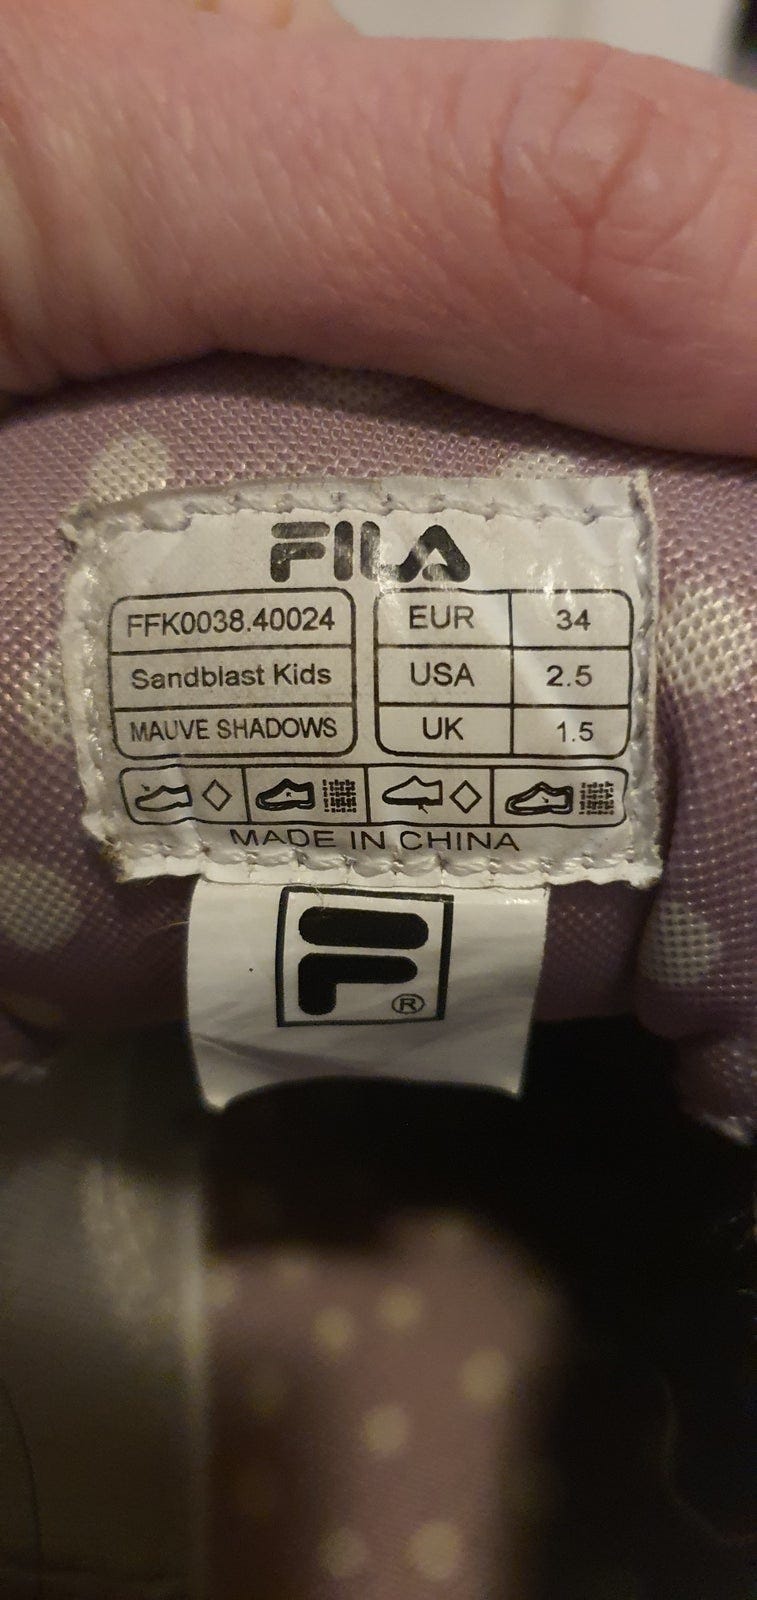 FILA
FFK0038.40024
Sandblast Kids
MAUVE SHADOWS
EUR 34
USA 2.5
UK 1.5
MADE IN CHINA
F ®